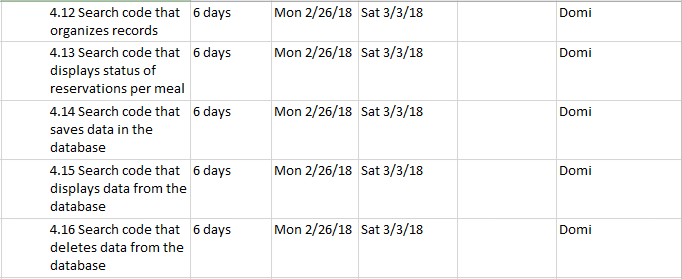 4.12 Search code that 6 days Mon 2/26/18 Sat 3/3/18 Domi
organizes records
4.13 Search code that 6 days Mon 2/26/18 Sat 3/3/18 Domi
displays status of
reservations per meal
4.14 Search code that 6 days Mon 2/26/18 Sat 3/3/18 Domi
saves data in the
database
4.15 Search code that 6 days Mon 2/26/18 Sat 3/3/18 Domi
displays data from the
database
4.16 Search code that 6 days Mon 2/26/18 Sat 3/3/18 Domi
deletes data from the
database